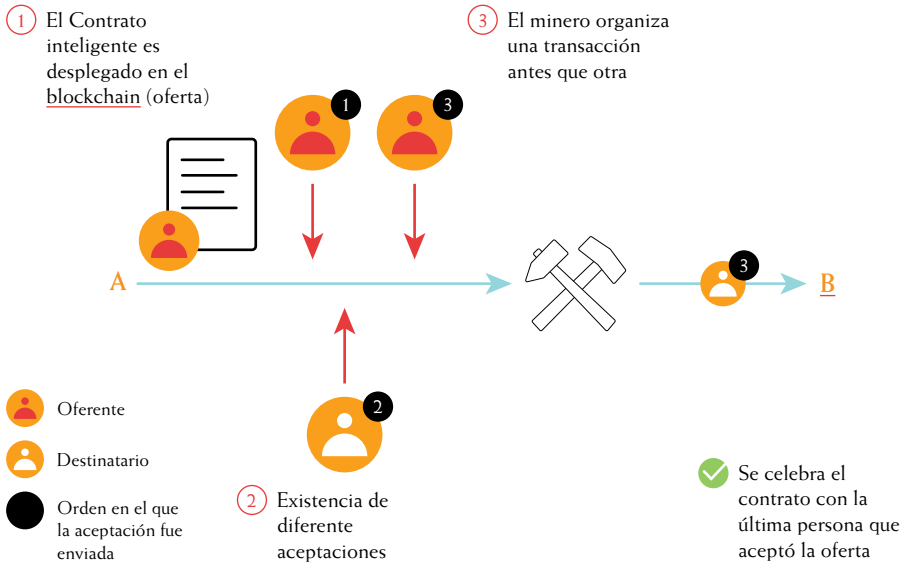 1 El Contrato
inteligente es
desplegado en el
blockchain (oferta)
3 El minero organiza
una transacción
antes que otra
1
3
A
3
B
2
Oferente
Destinatario
Orden en el que
la aceptación fue
enviada
2 Existencia de
diferente
aceptaciones
Se celebra el
contrato con la
última persona que
aceptó la oferta